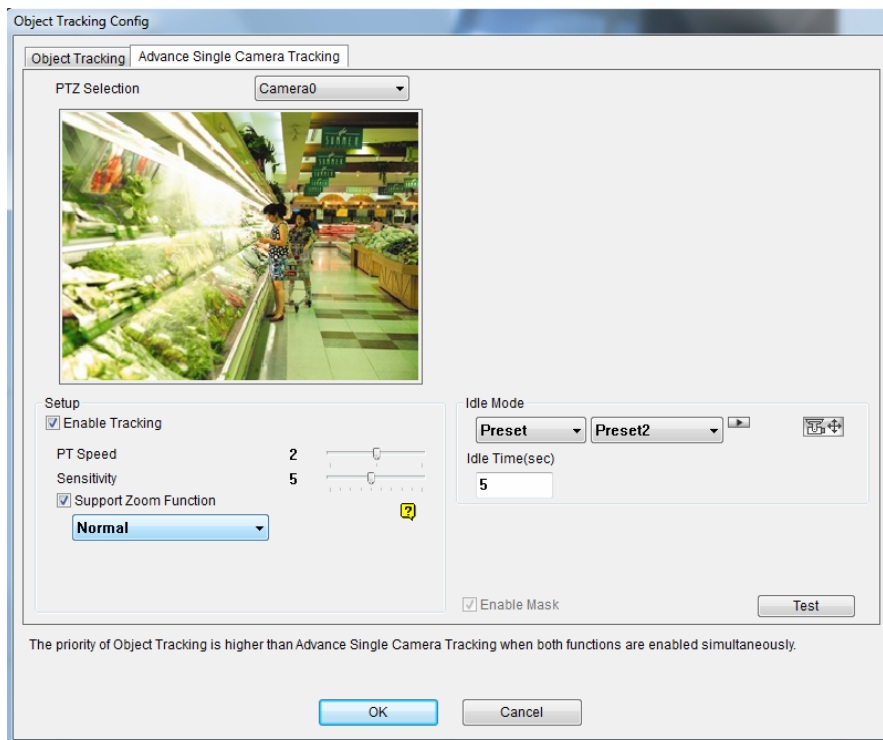 Object Tracking Config
Object Tracking
Advance Single Camera Tracking
PTZ Selection
Camera0
SUMMER
Setup
Enable Tracking
PT Speed
2
Sensitivity
5
Support Zoom Function
Normal
?
Idle Mode
Preset
Preset2
Idle Time(sec)
5
Enable Mask
Test
The priority of Object Tracking is higher than Advance Single Camera Tracking when both functions are enabled simultaneously.
OK
Cancel